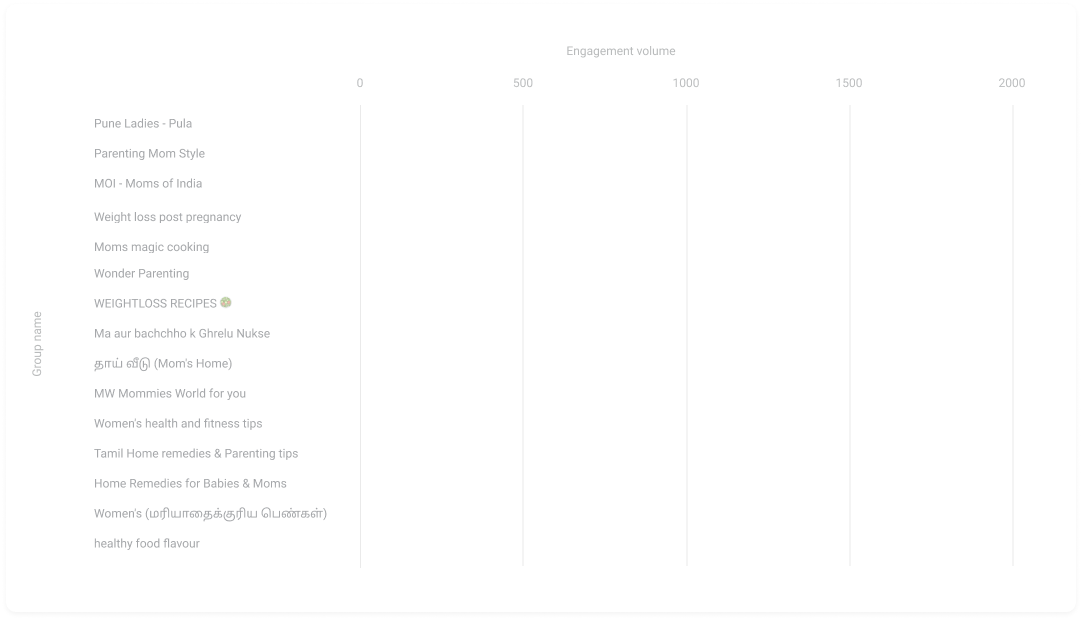 Engagement volume
0 500 1000 1500 2000
Pune Ladies - Pula
Parenting Mom Style
MOI - Moms of India
Weight loss post pregnancy
Moms magic cooking
Wonder Parenting
WEIGHTLOSS RECIPES
Ma aur bachchho k Ghrelu Nukse
Group name
தாய் வீடு (Mom's Home)
MW Mommies World for you
Women's health and fitness tips
Tamil Home remedies & Parenting tips
Home Remedies for Babies & Moms
Women's (மரியாதைக்குரிய பெண்கள்)
healthy food flavour